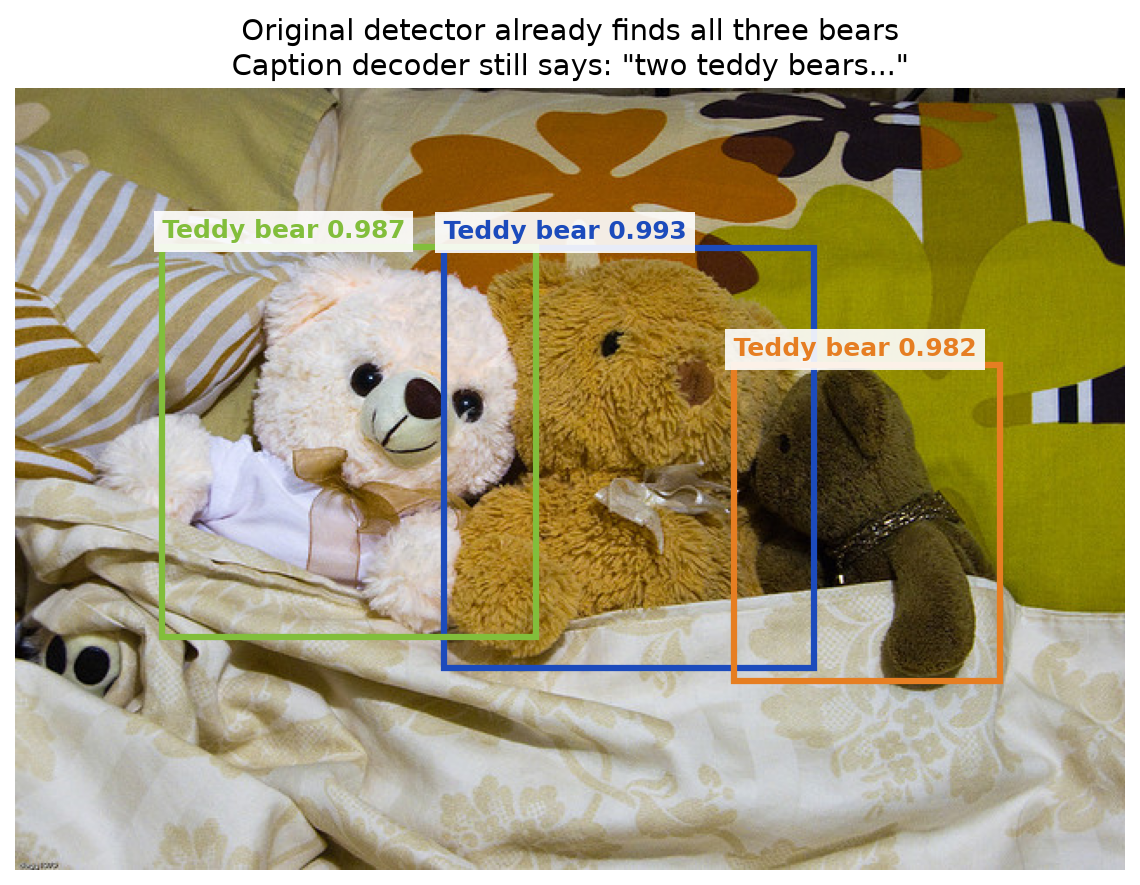 Original detector already finds all three bears
Caption decoder still says: "two teddy bears..."
Teddy bear 0.987
Teddy bear 0.993
Teddy bear 0.982